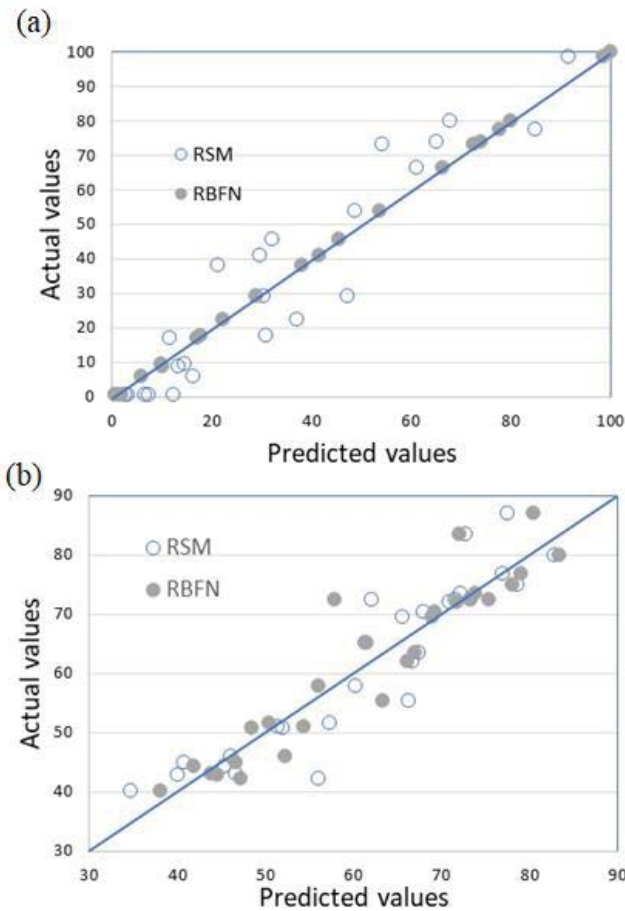 (a)
100
90
80
70
60
50
40
30
20
10
0
Actual values
RSM
RBFN
0 20 40 60 80 100
Predicted values
(b)
90
80
70
60
50
40
30
Actual values
RSM
RBFN
30 40 50 60 70 80 90
Predicted values